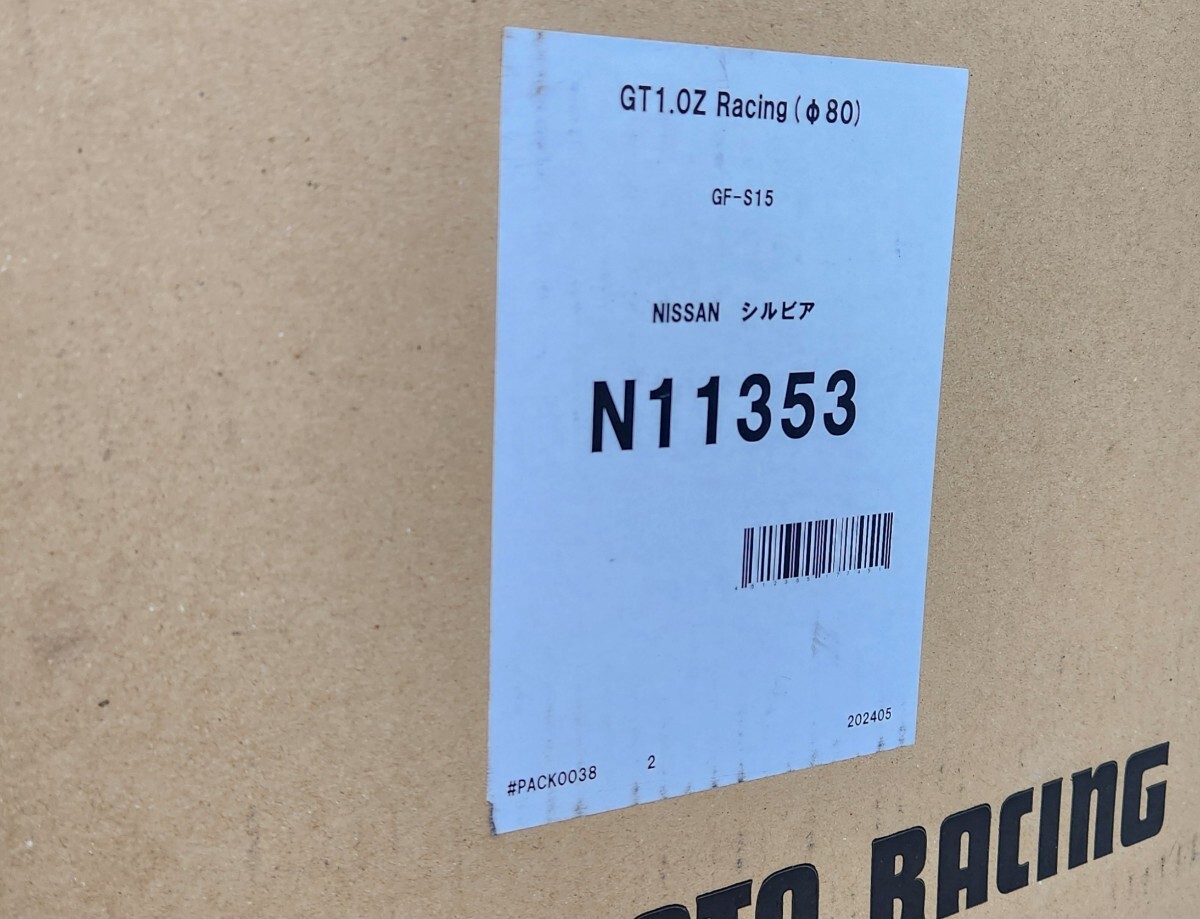 GT1.0Z Racing(φ80)
GF-S15
NISSAN シルビア
N11353
202405
#PACK0038 2
RACING